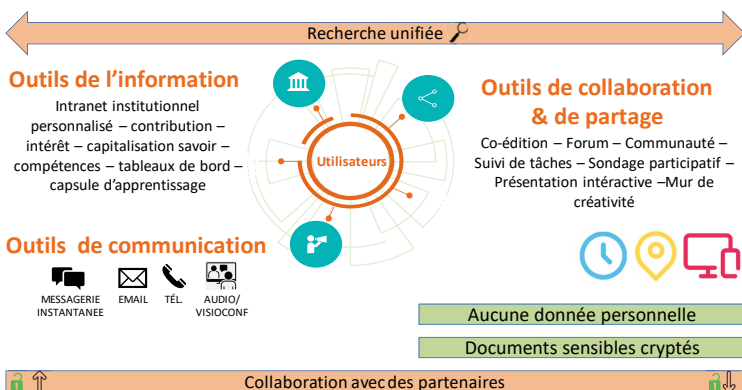 Recherche unifiée
Outils de l'information
Intranet institutionnel
personnalisé – contribution –
intérêt – capitalisation savoir –
compétences – tableaux de bord –
capsule d'apprentissage
Utilisateurs
Outils de collaboration
& de partage
Co-édition – Forum – Communauté –
Suivi de tâches – Sondage participatif –
Présentation intéractive –Mur de
créativité
Outils de communication
MESSAGERIE
INSTANTANEE
EMAIL
TÉL.
AUDIO/
VISIOCONF
Aucune donnée personnelle
Documents sensibles cryptés
Collaboration avec des partenaires